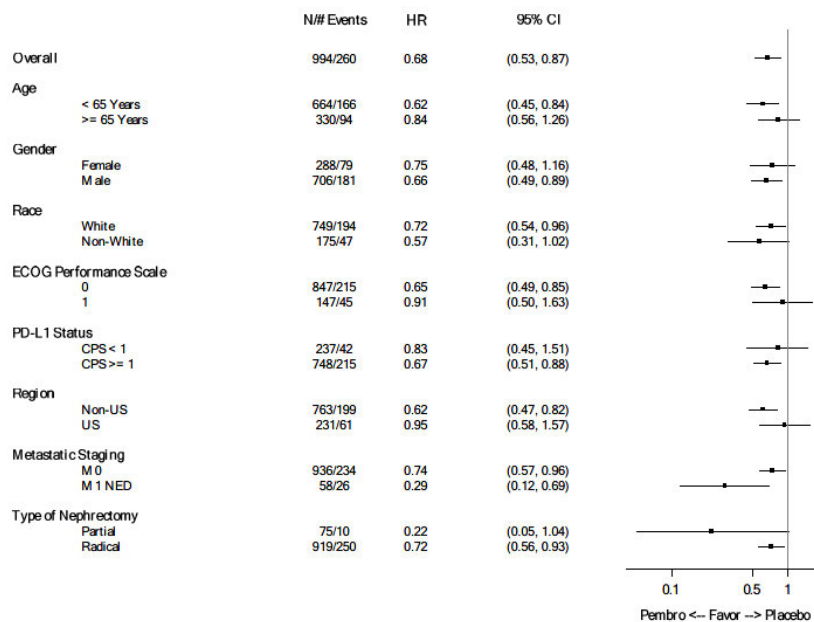 N/# Events HR 95% CI
Overall 994/260 0.68 (0.53, 0.87)
Age
< 65 Years 664/166 0.62 (0.45, 0.84)
>= 65 Years 330/94 0.84 (0.56, 1.26)
Gender
Female 288/79 0.75 (0.48, 1.16)
Male 706/181 0.66 (0.49, 0.89)
Race
White 749/194 0.72 (0.54, 0.96)
Non-White 175/47 0.57 (0.31, 1.02)
ECOG Performance Scale
0 847/215 0.65 (0.49, 0.85)
1 147/45 0.91 (0.50, 1.63)
PD-L1 Status
CPS < 1 237/42 0.83 (0.45, 1.51)
CPS >= 1 748/215 0.67 (0.51, 0.88)
Region
Non-US 763/199 0.62 (0.47, 0.82)
US 231/61 0.95 (0.58, 1.57)
Metastatic Staging
M0 936/234 0.74 (0.57, 0.96)
M1 NED 58/26 0.29 (0.12, 0.69)
Type of Nephrectomy
Partial 75/10 0.22 (0.05, 1.04)
Radical 919/250 0.72 (0.56, 0.93)
0.1 0.5 1
Pembro <-- Favor --> Placebo